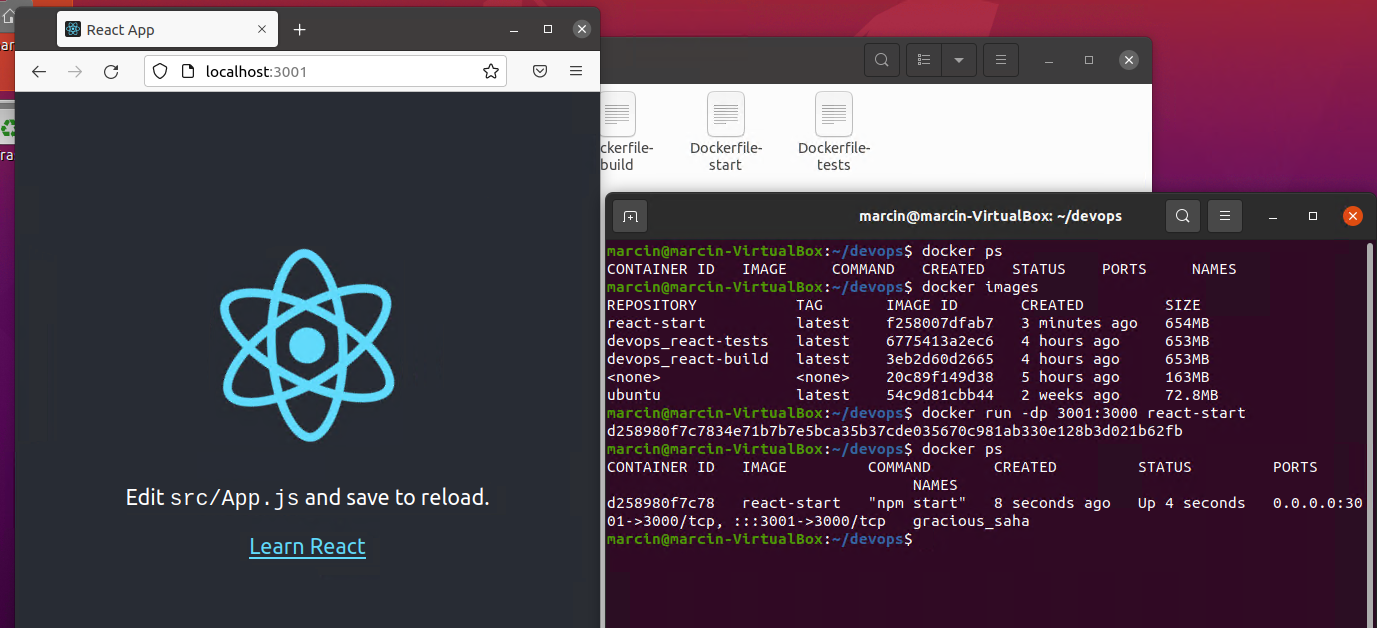 React App
localhost:3001
Edit src/App.js and save to reload.
Learn React
ckerfile-
build
Dockerfile-
start
Dockerfile-
tests
marcin@marcin-VirtualBox: ~/devops
marcin@marcin-VirtualBox:~/devops$ docker ps
CONTAINER ID   IMAGE     COMMAND   CREATED   STATUS    PORTS     NAMES
marcin@marcin-VirtualBox:~/devops$ docker images
REPOSITORY           TAG       IMAGE ID       CREATED         SIZE
react-start          latest    f258007dfab7   3 minutes ago   654MB
devops_react-tests   latest    6775413a2ec6   4 hours ago     653MB
devops_react-build   latest    3eb2d60d2665   4 hours ago     653MB
<none>               <none>    20c89f149d38   5 hours ago     163MB
ubuntu               latest    54c9d81cbb44   2 weeks ago     72.8MB
marcin@marcin-VirtualBox:~/devops$ docker run -dp 3001:3000 react-start
d258980f7c7834e71b7b7e5bca35b37cde035670c981ab330e128b3d021b62fb
marcin@marcin-VirtualBox:~/devops$ docker ps
CONTAINER ID   IMAGE         COMMAND       CREATED         STATUS         PORTS
NAMES
d258980f7c78   react-start   "npm start"   8 seconds ago   Up 4 seconds   0.0.0.0:30
01->3000/tcp, :::3001->3000/tcp   gracious_saha
marcin@marcin-VirtualBox:~/devops$